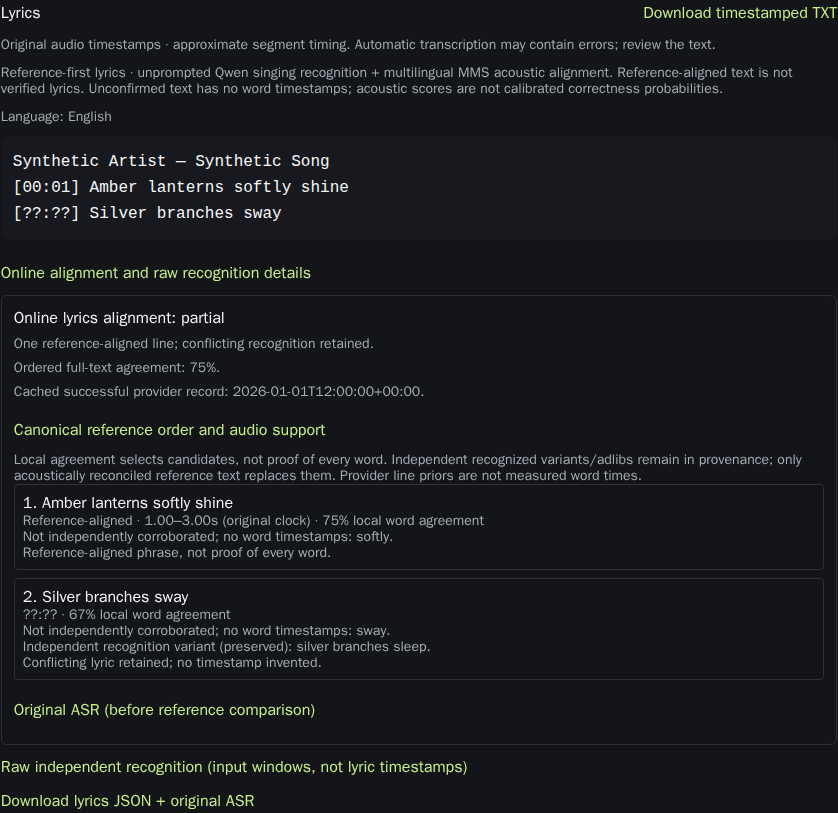 Lyrics
Download timestamped TXT
Original audio timestamps · approximate segment timing. Automatic transcription may contain errors; review the text.
Reference-first lyrics · unprompted Qwen singing recognition + multilingual MMS acoustic alignment. Reference-aligned text is not
verified lyrics. Unconfirmed text has no word timestamps; acoustic scores are not calibrated correctness probabilities.
Language: English
Synthetic Artist — Synthetic Song
[00:01] Amber lanterns softly shine
[??:??] Silver branches sway
Online alignment and raw recognition details
Online lyrics alignment: partial
One reference-aligned line; conflicting recognition retained.
Ordered full-text agreement: 75%.
Cached successful provider record: 2026-01-01T12:00:00+00:00.
Canonical reference order and audio support
Local agreement selects candidates, not proof of every word. Independent recognized variants/adlibs remain in provenance; only
acoustically reconciled reference text replaces them. Provider line priors are not measured word times.
1. Amber lanterns softly shine
Reference-aligned · 1.00–3.00s (original clock) · 75% local word agreement
Not independently corroborated; no word timestamps: softly.
Reference-aligned phrase, not proof of every word.
2. Silver branches sway
??:?? · 67% local word agreement
Not independently corroborated; no word timestamps: sway.
Independent recognition variant (preserved): silver branches sleep.
Conflicting lyric retained; no timestamp invented.
Original ASR (before reference comparison)
Raw independent recognition (input windows, not lyric timestamps)
Download lyrics JSON + original ASR